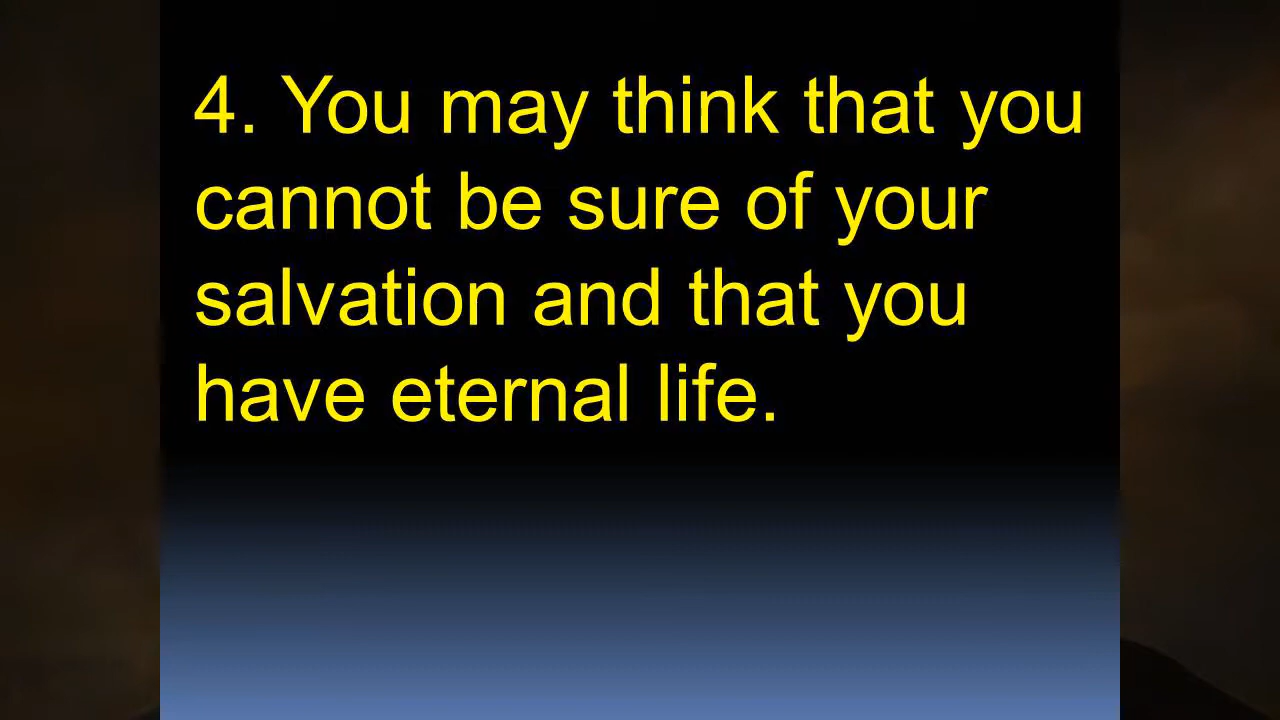 4. You may think that you
cannot be sure of your
salvation and that you
have eternal life.